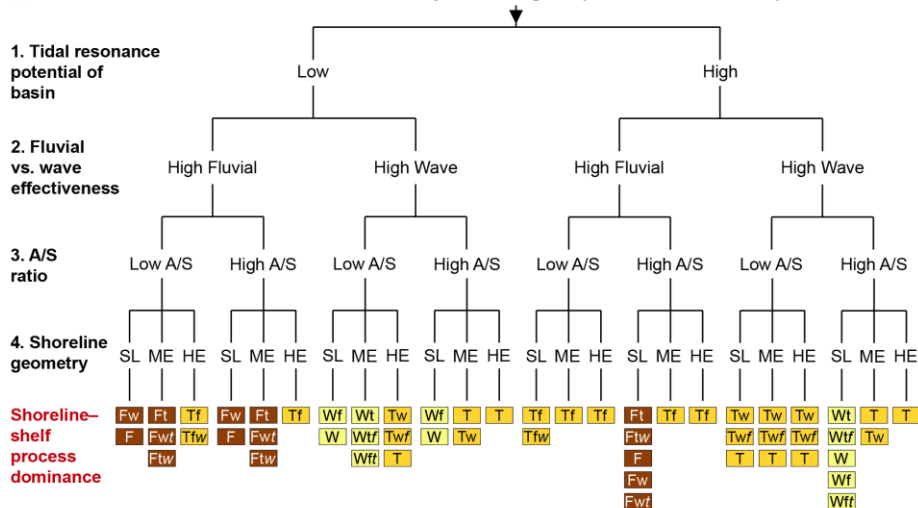 1. Tidal resonance
potential of
basin
Low High
2. Fluvial
vs. wave
effectiveness
High Fluvial High Wave High Fluvial High Wave
3. A/S
ratio
Low A/S High A/S Low A/S High A/S Low A/S High A/S Low A/S High A/S
4. Shoreline
geometry
SL ME HE SL ME HE SL ME HE SL ME HE SL ME HE SL ME HE SL ME HE SL ME HE
Shoreline–
shelf
process
dominance
Fw Ft Tf Fw Ft Tf Wf Wt Tw Wf T T Tf Tf Tf Ft Tf Tf Tw Tw Tw Wt T T
F Fwt Tfw F Fwt W Wtf Twf W Tw Tfw Ftw Twf Twf Twf Wtf Tw
Ftw Ftw Wft T F T T T W
Fw Wf
Fwt Wft